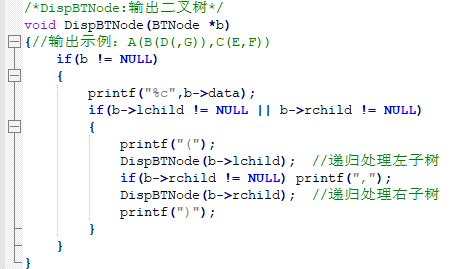 /*DispBTNode:输出二叉树*/
void DispBTNode(BTNode *b)
{//输出示例: A(B(D(,G)),C(E,F))
    if(b != NULL)
    {
        printf("%c",b->data);
        if(b->lchild != NULL || b->rchild != NULL)
        {
            printf("(");
            DispBTNode(b->lchild);  //递归处理左子树
            if(b->rchild != NULL) printf(",");
            DispBTNode(b->rchild);  //递归处理右子树
            printf(")");
        }
    }
}